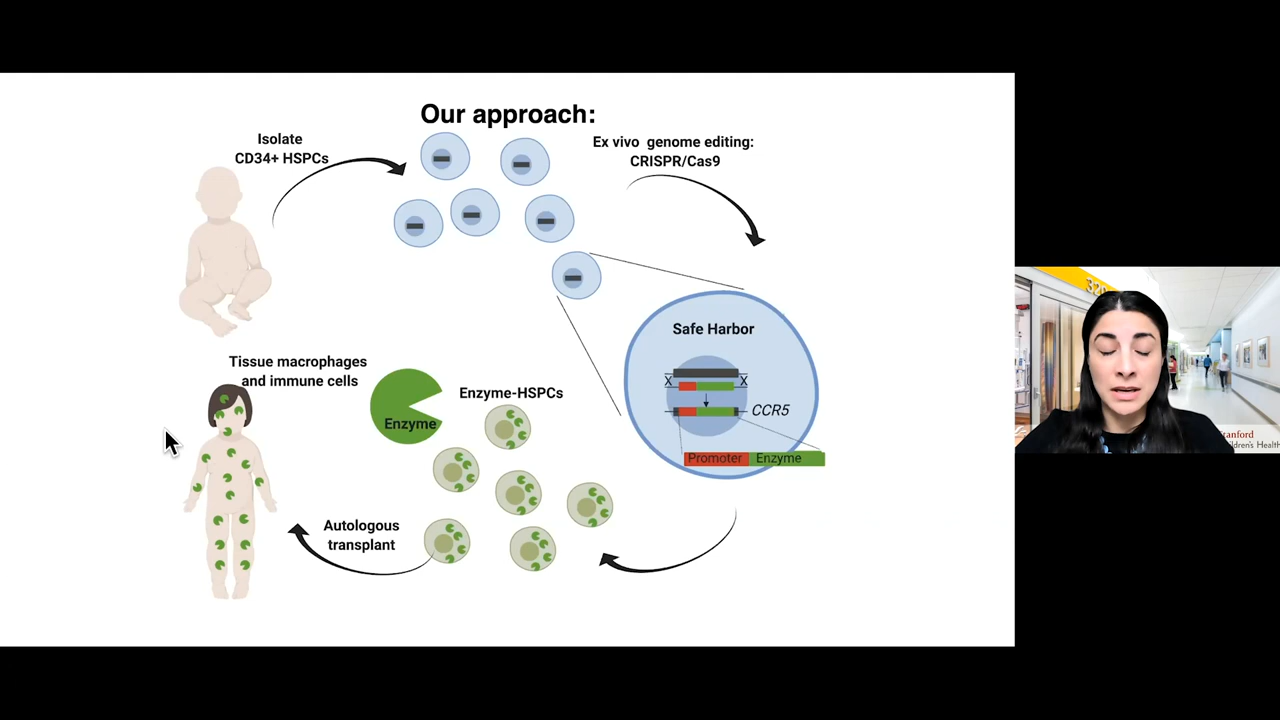 Our approach:
Isolate
CD34+ HSPCs
Ex vivo genome editing:
CRISPR/Cas9
Safe Harbor
X
X
CCR5
Promoter
Enzyme
Tissue macrophages
and immune cells
Enzyme
Enzyme-HSPCs
Autologous
transplant